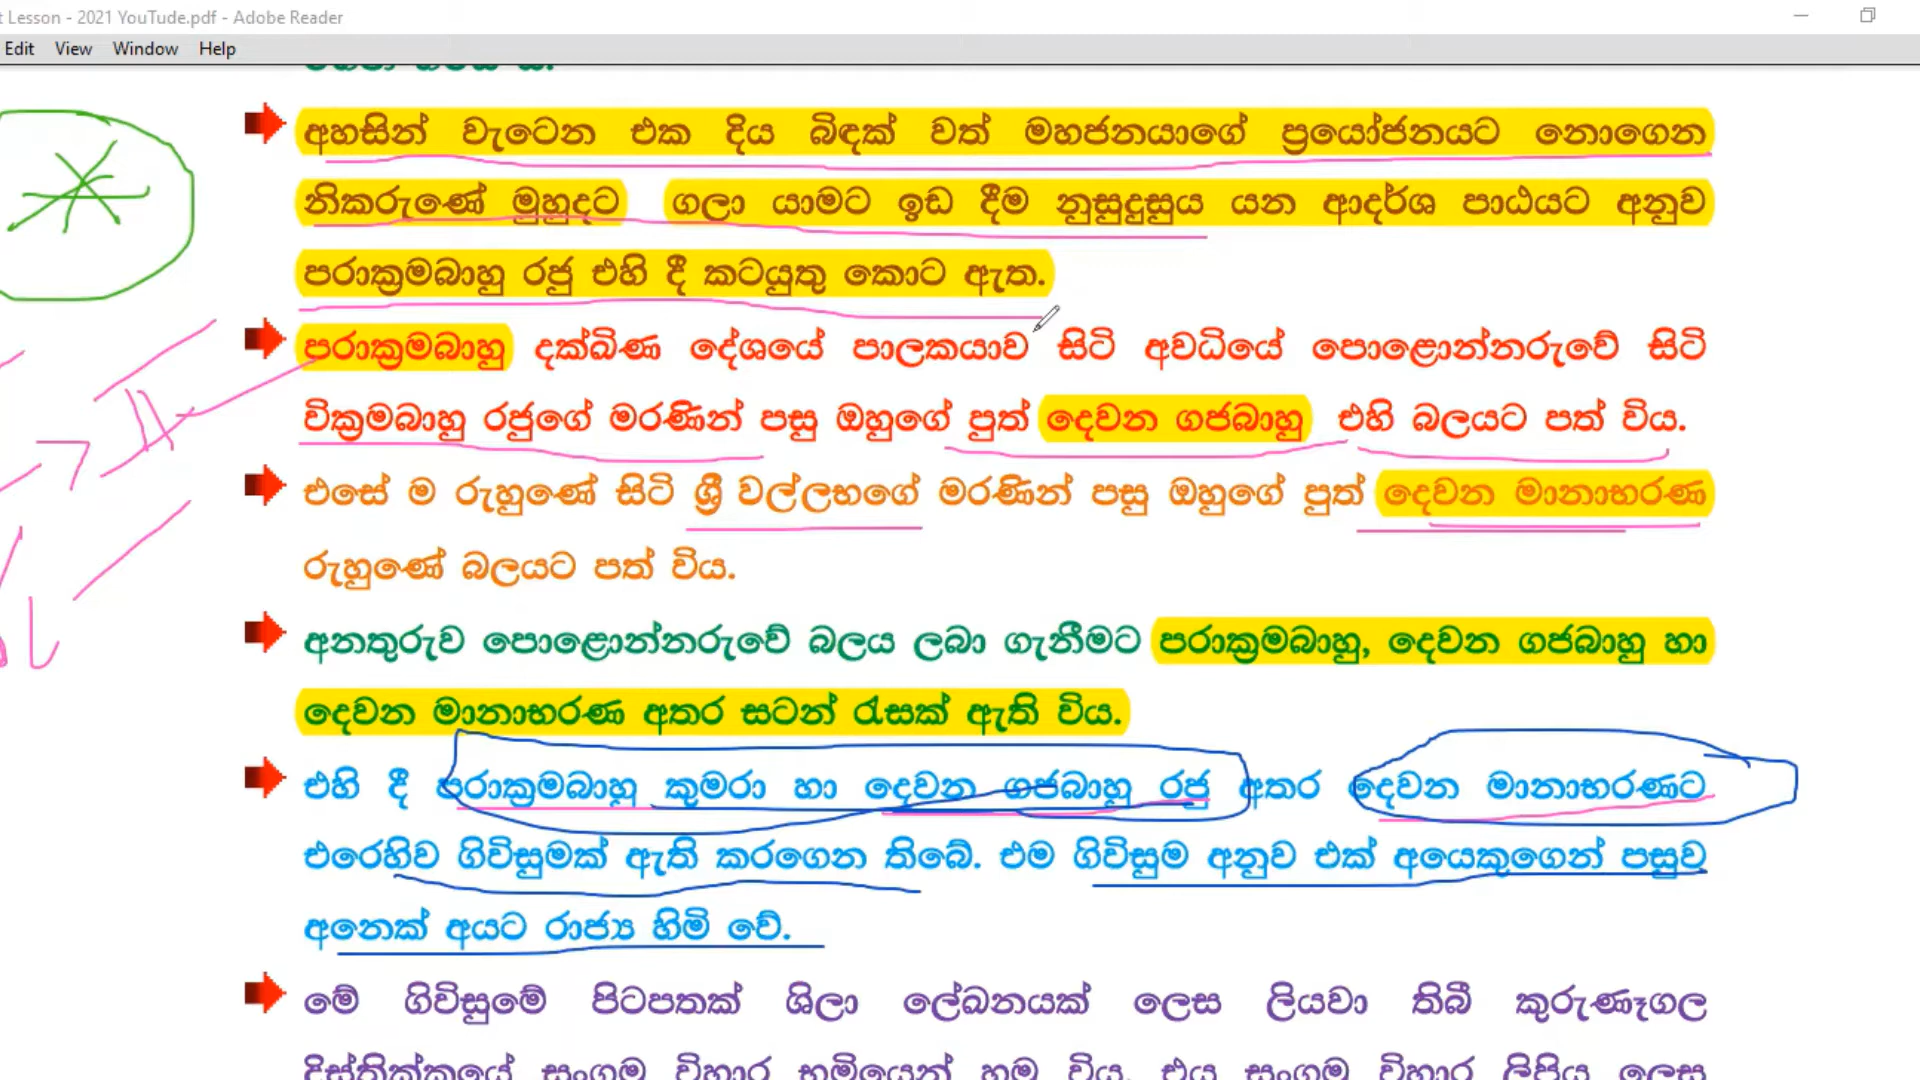 t Lesson - 2021 YouTude.pdf - Adobe Reader
Edit View Window Help
අහසින් වැටෙන එක දිය බිඳක් වත් මහජනයාගේ ප්‍රයෝජනයට නොගෙන
නිකරුණේ මුහුදට ගලා යාමට ඉඩ දීම නුසුදුසුය යන ආදර්ශ පාඨයට අනුව
පරාක්‍රමබාහු රජු එහි දී කටයුතු කොට ඇත.
පරාක්‍රමබාහු දක්ඛිණ දේශයේ පාලකයාව සිටි අවධියේ පොළොන්නරුවේ සිටි
වික්‍රමබාහු රජුගේ මරණින් පසු ඔහුගේ පුත් දෙවන ගජබාහු එහි බලයට පත් විය.
එසේ ම රුහුණේ සිටි ශ්‍රී වල්ලභගේ මරණින් පසු ඔහුගේ පුත් දෙවන මානාභරණ
රුහුණේ බලයට පත් විය.
අනතුරුව පොළොන්නරුවේ බලය ලබා ගැනීමට පරාක්‍රමබාහු, දෙවන ගජබාහු හා
දෙවන මානාභරණ අතර සටන් රැසක් ඇති විය.
එහි දී පරාක්‍රමබාහු කුමරා හා දෙවන ගජබාහු රජු අතර දෙවන මානාභරණට
එරෙහිව ගිවිසුමක් ඇති කරගෙන තිබේ. එම ගිවිසුම අනුව එක් අයෙකුගෙන් පසුව
අනෙක් අයට රාජ්‍ය හිමි වේ.
මේ ගිවිසුමේ පිටපතක් ශිලා ලේඛනයක් ලෙස ලියවා තිබී කුරුණෑගල
දිස්ත්‍රික්කයේ සංගම විහාර භූමියෙන් හමු විය. එය සංගම විහාර ලිපිය ලෙස